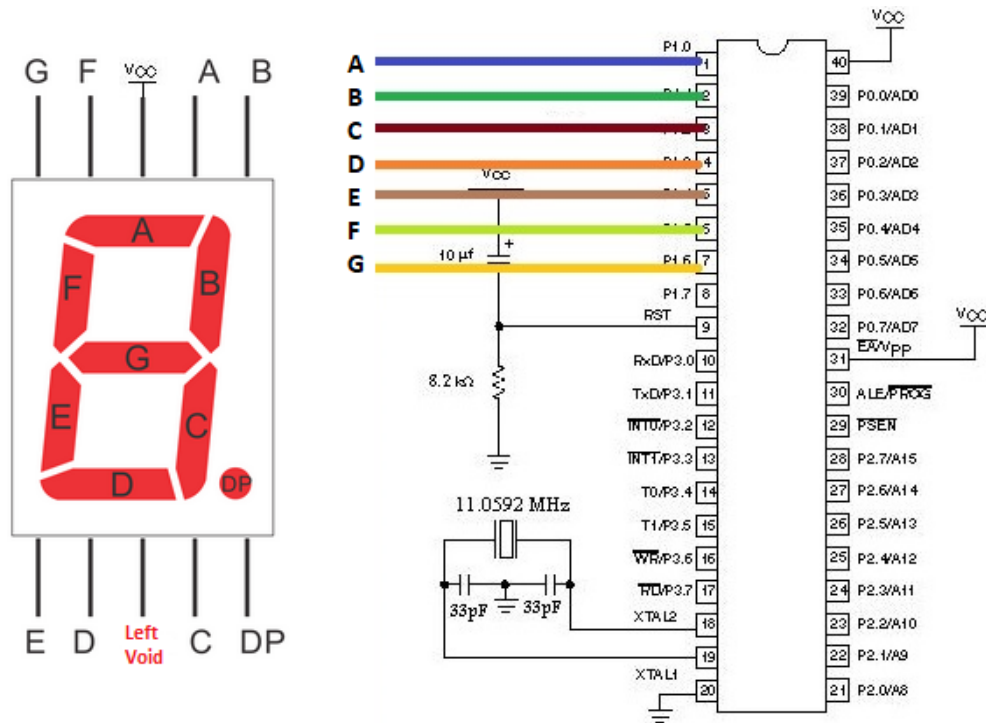 G F VCC A B
A
F
B
G
E
C
D
DP
E D Left Void C DP
A
B
C
D
E
F
G
P1.0
P1.6
P1.7
RST
RxD/P3.0
TxD/P3.1
INT0/P3.2
INT1/P3.3
T0/P3.4
T1/P3.5
WR/P3.6
RD/P3.7
XTAL2
XTAL1
VCC
10 µf
+
8.2 kΩ
11.0592 MHz
33pF 33pF
1
2
3
4
5
7
8
9
10
11
12
13
14
15
16
17
18
19
20
VCC
40
39 P0.0/AD0
38 P0.1/AD1
37 P0.2/AD2
36 P0.3/AD3
35 P0.4/AD4
34 P0.5/AD5
33 P0.6/AD6
32 P0.7/AD7
VCC
31 EA/VPP
30 ALE/PROG
29 PSEN
28 P2.7/A15
27 P2.6/A14
26 P2.5/A13
25 P2.4/A12
24 P2.3/A11
23 P2.2/A10
22 P2.1/A9
21 P2.0/A8